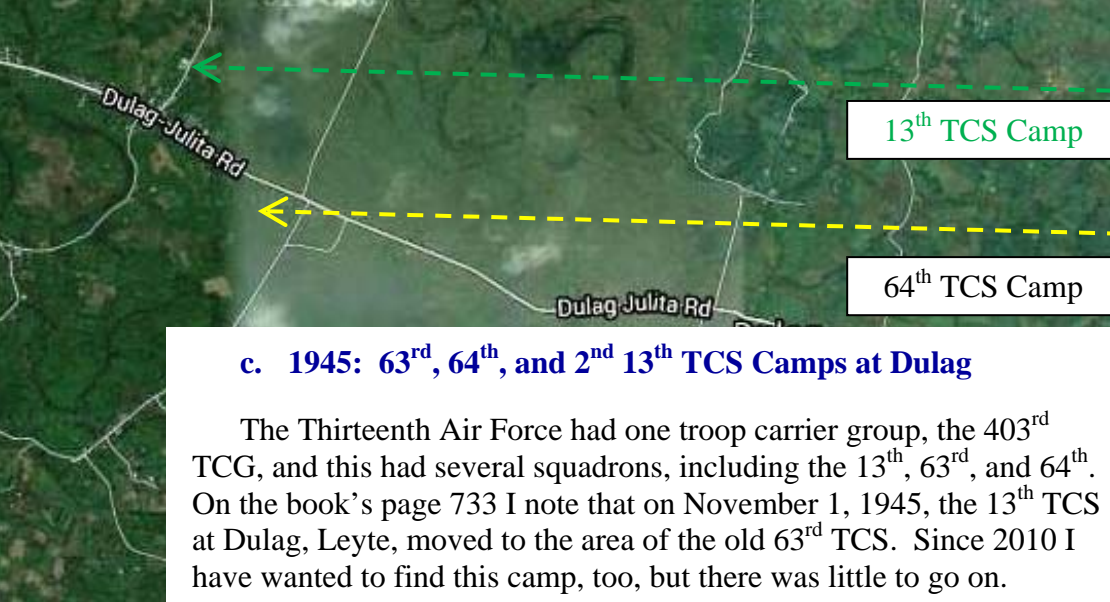 Dulag-Julita Rd
13th TCS Camp
64th TCS Camp
Dulag Julita Rd
c. 1945: 63rd, 64th, and 2nd 13th TCS Camps at Dulag
The Thirteenth Air Force had one troop carrier group, the 403rd
TCG, and this had several squadrons, including the 13th, 63rd, and 64th.
On the book’s page 733 I note that on November 1, 1945, the 13th TCS
at Dulag, Leyte, moved to the area of the old 63rd TCS. Since 2010 I
have wanted to find this camp, too, but there was little to go on.